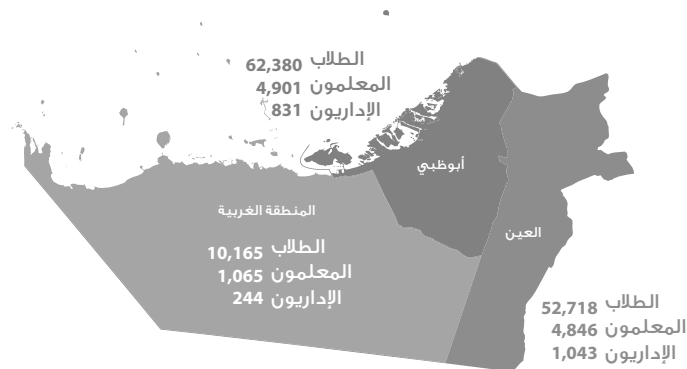 الطلاب 62,380
المعلمون 4,901
الإداريون 831
أبوظبي
المنطقة الغربية
الطلاب 10,165
المعلمون 1,065
الإداريون 244
العين
الطلاب 52,718
المعلمون 4,846
الإداريون 1,043